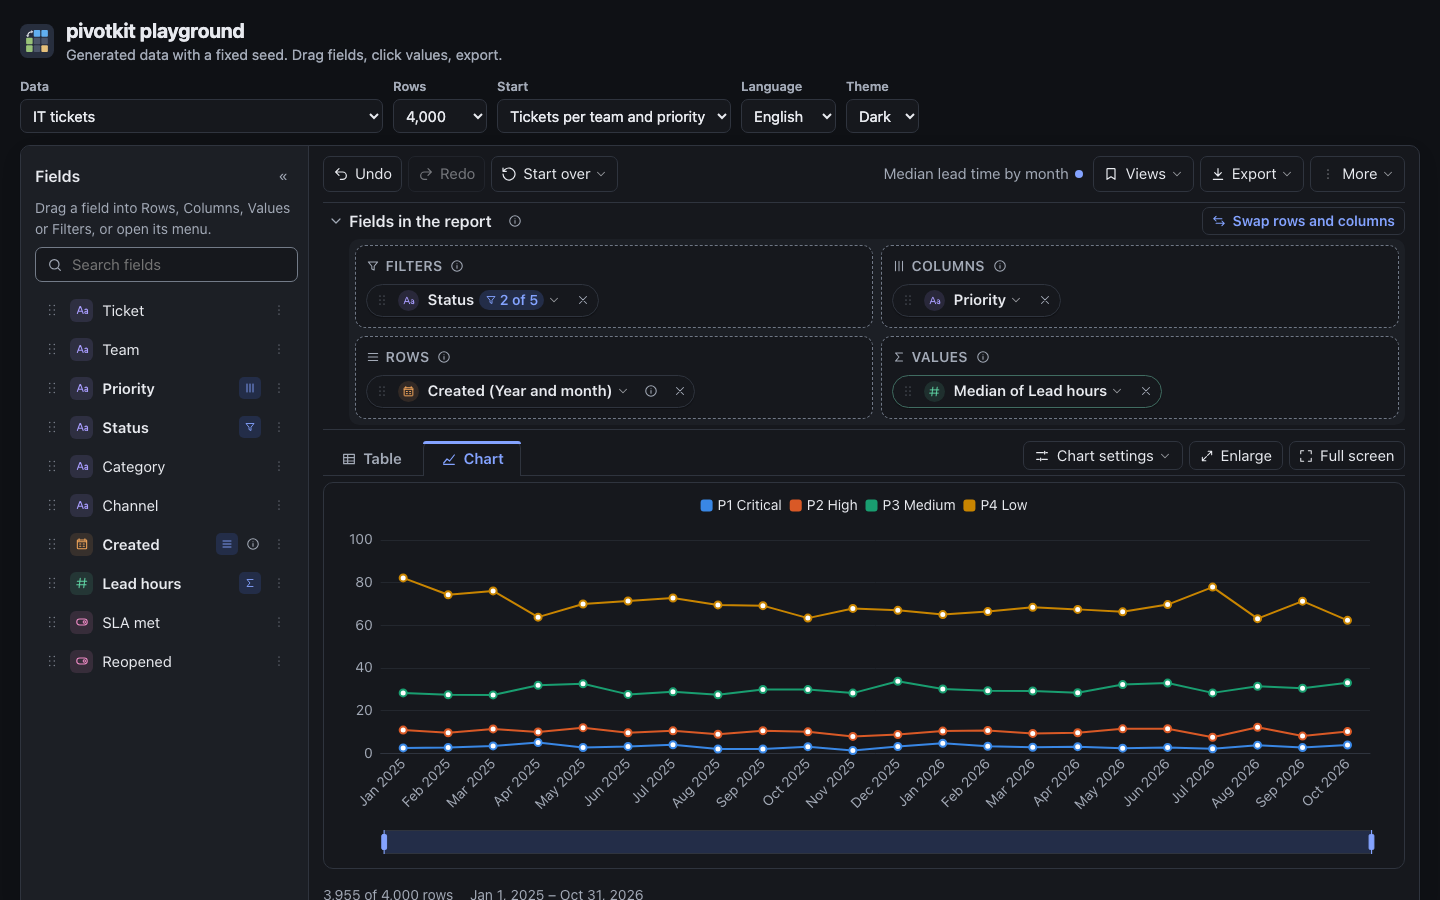 pivotkit playground
Generated data with a fixed seed. Drag fields, click values, export.
Data
Rows
Start
Language
Theme
IT tickets
4,000
Tickets per team and priority
English
Dark
Fields
«
Drag a field into Rows, Columns, Values
or Filters, or open its menu.
Search fields
Aa Ticket
Aa Team
Aa Priority
Aa Status
Aa Category
Aa Channel
Created
# Lead hours Σ
SLA met
Reopened
Undo
Redo
Start over
Median lead time by month
Views
Export
More
Fields in the report
Swap rows and columns
FILTERS
Aa Status 2 of 5
COLUMNS
Aa Priority
ROWS
Created (Year and month)
Σ VALUES
# Median of Lead hours
Table
Chart
Chart settings
Enlarge
Full screen
P1 Critical
P2 High
P3 Medium
P4 Low
100
80
60
40
20
0
Jan 2025
Feb 2025
Mar 2025
Apr 2025
May 2025
Jun 2025
Jul 2025
Aug 2025
Sep 2025
Oct 2025
Nov 2025
Dec 2025
Jan 2026
Feb 2026
Mar 2026
Apr 2026
May 2026
Jun 2026
Jul 2026
Aug 2026
Sep 2026
Oct 2026
3,955 of 4,000 rows
Jan 1, 2025 – Oct 31, 2026